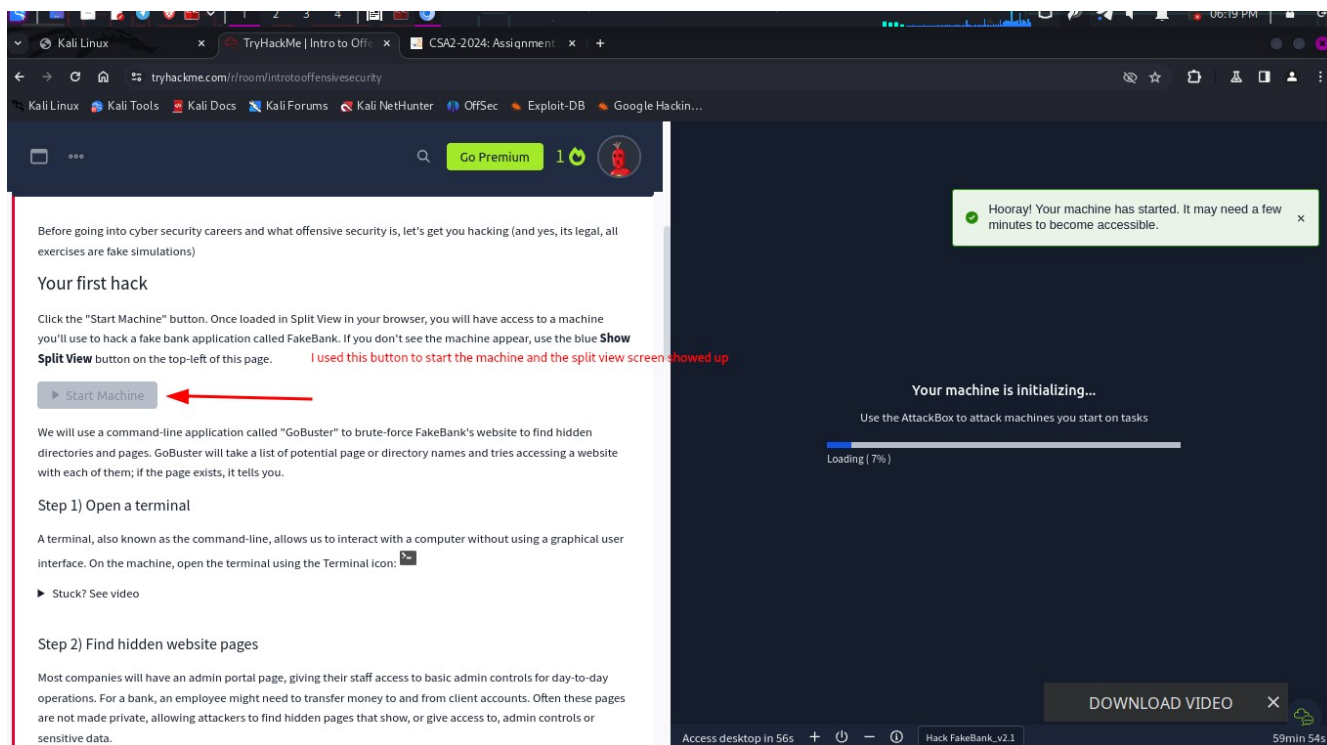 1 2 3 4
06:19 PM
Kali Linux
TryHackMe | Intro to Offe
CSA2-2024: Assignment
tryhackme.com/r/room/introtooffensivesecurity
Kali Linux Kali Tools Kali Docs Kali Forums Kali NetHunter OffSec Exploit-DB Google Hackin...
Go Premium
1
Hooray! Your machine has started. It may need a few
minutes to become accessible.
Before going into cyber security careers and what offensive security is, let's get you hacking (and yes, its legal, all
exercises are fake simulations)
Your first hack
Click the "Start Machine" button. Once loaded in Split View in your browser, you will have access to a machine
you'll use to hack a fake bank application called FakeBank. If you don't see the machine appear, use the blue Show
Split View button on the top-left of this page.
I used this button to start the machine and the split view screen showed up
Start Machine
We will use a command-line application called "GoBuster" to brute-force FakeBank's website to find hidden
directories and pages. GoBuster will take a list of potential page or directory names and tries accessing a website
with each of them; if the page exists, it tells you.
Step 1) Open a terminal
A terminal, also known as the command-line, allows us to interact with a computer without using a graphical user
interface. On the machine, open the terminal using the Terminal icon:
Stuck? See video
Step 2) Find hidden website pages
Most companies will have an admin portal page, giving their staff access to basic admin controls for day-to-day
operations. For a bank, an employee might need to transfer money to and from client accounts. Often these pages
are not made private, allowing attackers to find hidden pages that show, or give access to, admin controls or
sensitive data.
Your machine is initializing...
Use the AttackBox to attack machines you start on tasks
Loading ( 7% )
DOWNLOAD VIDEO
Access desktop in 56s
Hack FakeBank_v2.1
59min 54s